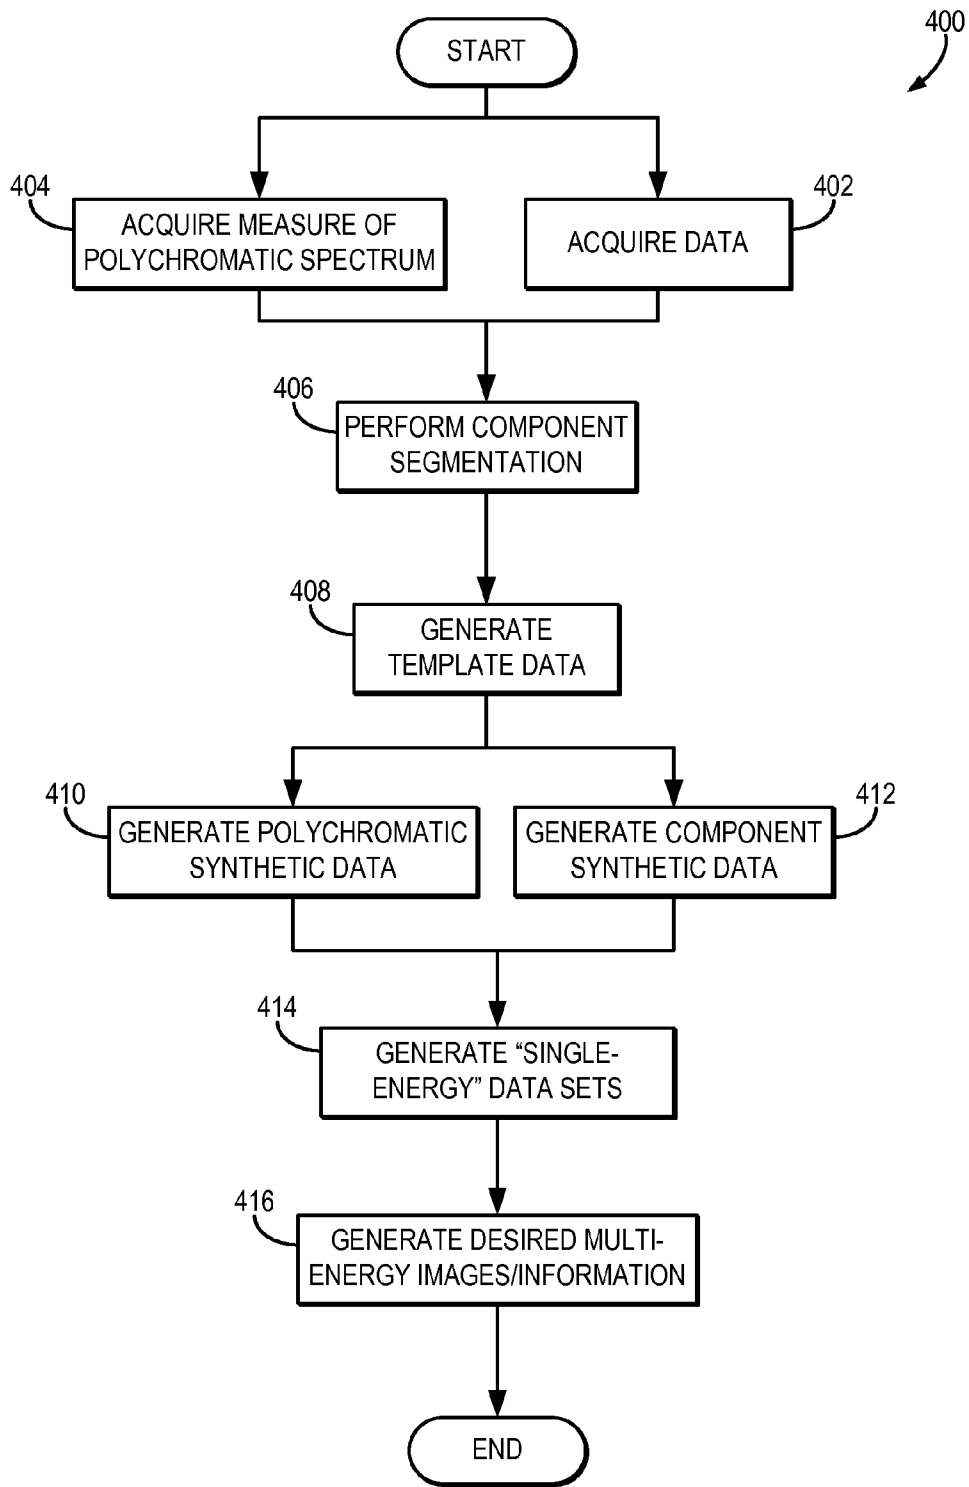 START
400
404
ACQUIRE MEASURE OF
POLYCHROMATIC SPECTRUM
402
ACQUIRE DATA
406
PERFORM COMPONENT
SEGMENTATION
408
GENERATE
TEMPLATE DATA
410
GENERATE POLYCHROMATIC
SYNTHETIC DATA
412
GENERATE COMPONENT
SYNTHETIC DATA
414
GENERATE “SINGLE-
ENERGY” DATA SETS
416
GENERATE DESIRED MULTI-
ENERGY IMAGES/INFORMATION
END